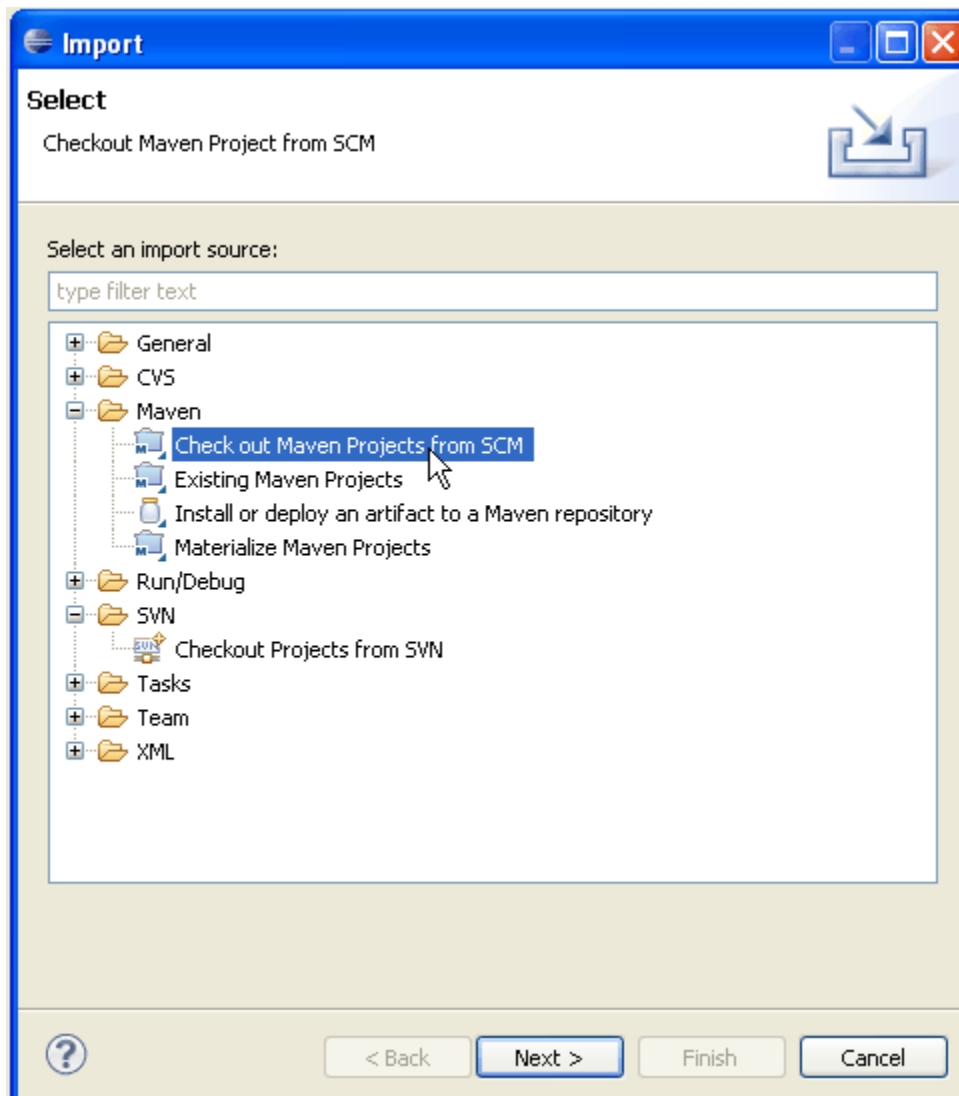 Import
Select
Checkout Maven Project from SCM
Select an import source:
type filter text
General
CVS
Maven
Check out Maven Projects from SCM
Existing Maven Projects
Install or deploy an artifact to a Maven repository
Materialize Maven Projects
Run/Debug
SVN
Checkout Projects from SVN
Tasks
Team
XML
< Back Next > Finish Cancel